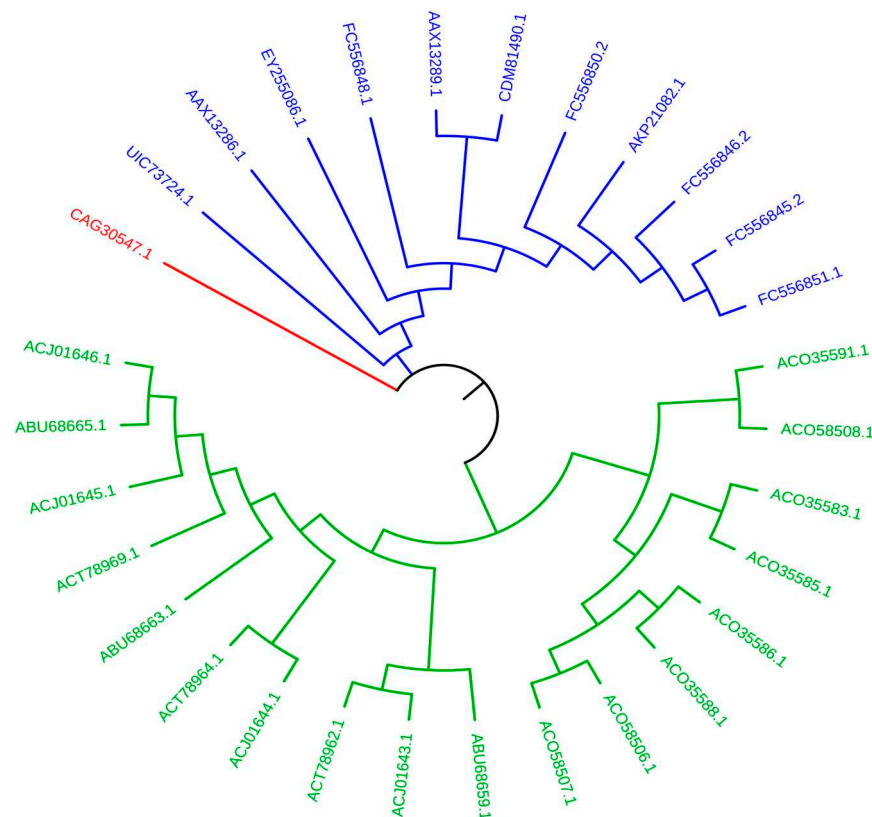 CAG30547.1
UIC73724.1
AAX13286.1
EY255086.1
FC556848.1
AAX13289.1
CDM81490.1
FC556850.2
AKP21082.1
FC556846.2
FC556845.2
FC556851.1
ACO35591.1
ACO58508.1
ACO35583.1
ACO35585.1
ACO35586.1
ACO35588.1
ACO58506.1
ACO58507.1
ABU68659.1
ACJ01643.1
ACT78962.1
ACJ01644.1
ACT78964.1
ABU68663.1
ACT78969.1
ACJ01645.1
ABU68665.1
ACJ01646.1